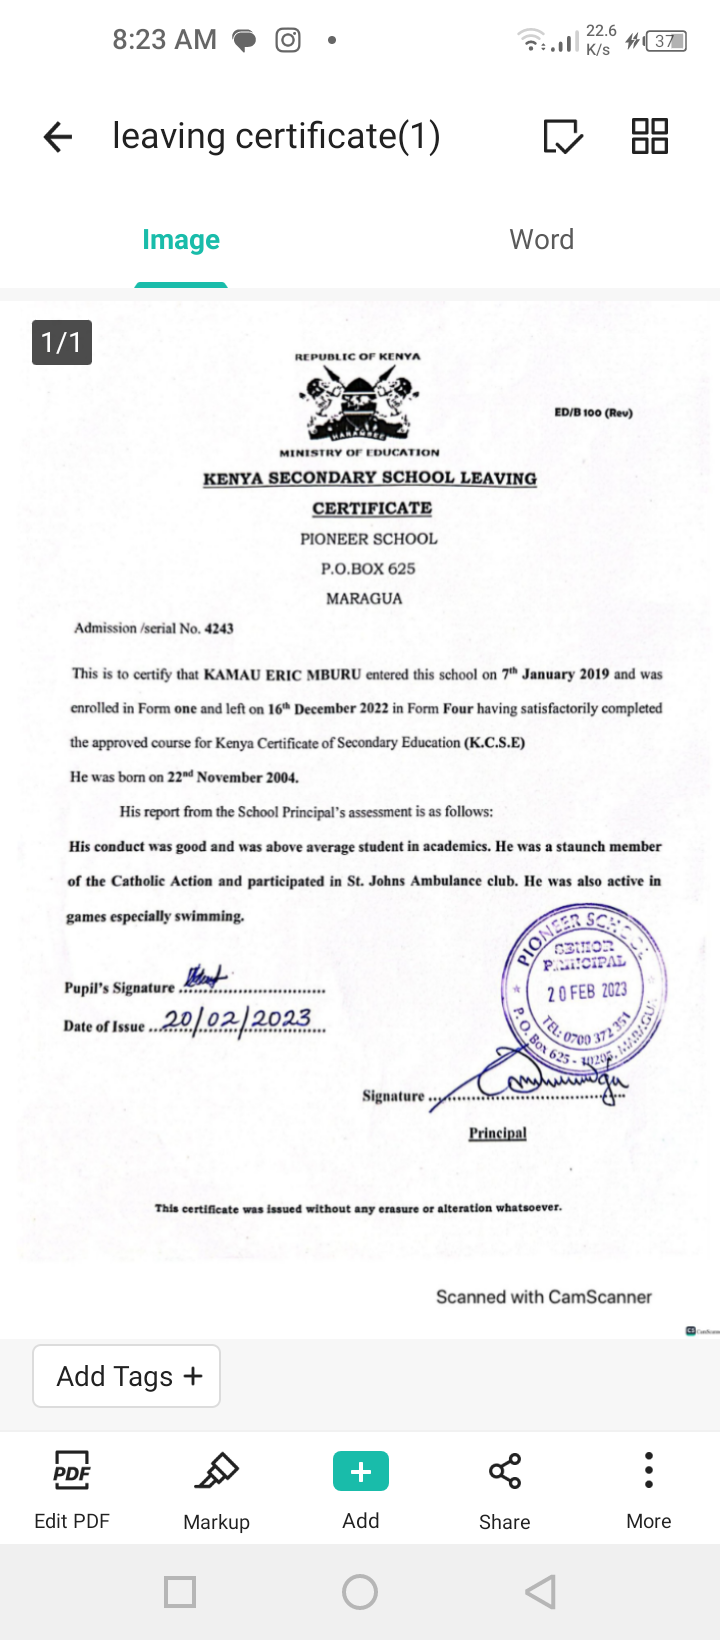 8:23 AM
22.6
K/s
37
leaving certificate(1)
Image
Word
1/1
REPUBLIC OF KENYA
HARAMBEE
ED/B 100 (Rev)
MINISTRY OF EDUCATION
KENYA SECONDARY SCHOOL LEAVING
CERTIFICATE
PIONEER SCHOOL
P.O.BOX 625
MARAGUA
Admission /serial No. 4243
This is to certify that KAMAU ERIC MBURU entered this school on 7th January 2019 and was
enrolled in Form one and left on 16th December 2022 in Form Four having satisfactorily completed
the approved course for Kenya Certificate of Secondary Education (K.C.S.E)
He was born on 22nd November 2004.
His report from the School Principal's assessment is as follows:
His conduct was good and was above average student in academics. He was a staunch member
of the Catholic Action and participated in St. Johns Ambulance club. He was also active in
games especially swimming.
PIONEER SCHOOL
SENIOR
PRINCIPAL
20 FEB 2023
TEL: 0700 372 351
P. O. Box 625 - 10205, MARAGUA
Pupil's Signature
Date of Issue 20/02/2023
Signature
Principal
This certificate was issued without any erasure or alteration whatsoever.
Scanned with CamScanner
CS CamScanner
Add Tags +
PDF
Edit PDF
Markup
Add
Share
More